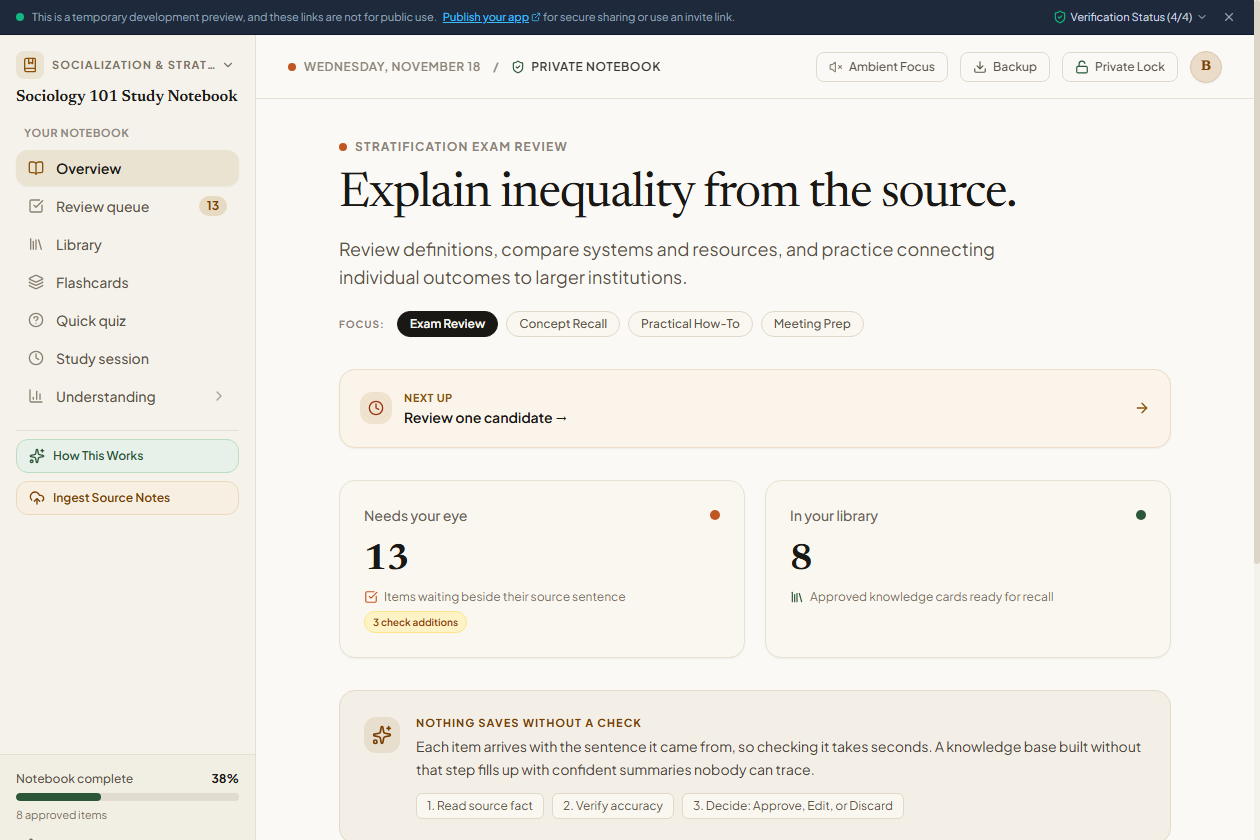 This is a temporary development preview, and these links are not for public use. Publish your app for secure sharing or use an invite link.
Verification Status (4/4)
SOCIALIZATION & STRAT...
Sociology 101 Study Notebook
YOUR NOTEBOOK
Overview
Review queue 13
Library
Flashcards
Quick quiz
Study session
Understanding
How This Works
Ingest Source Notes
Notebook complete 38%
8 approved items
WEDNESDAY, NOVEMBER 18 / PRIVATE NOTEBOOK
Ambient Focus
Backup
Private Lock
B
STRATIFICATION EXAM REVIEW
Explain inequality from the source.
Review definitions, compare systems and resources, and practice connecting
individual outcomes to larger institutions.
FOCUS: Exam Review Concept Recall Practical How-To Meeting Prep
NEXT UP
Review one candidate →
Needs your eye
13
Items waiting beside their source sentence
3 check additions
In your library
8
Approved knowledge cards ready for recall
NOTHING SAVES WITHOUT A CHECK
Each item arrives with the sentence it came from, so checking it takes seconds. A knowledge base built without
that step fills up with confident summaries nobody can trace.
1. Read source fact
2. Verify accuracy
3. Decide: Approve, Edit, or Discard